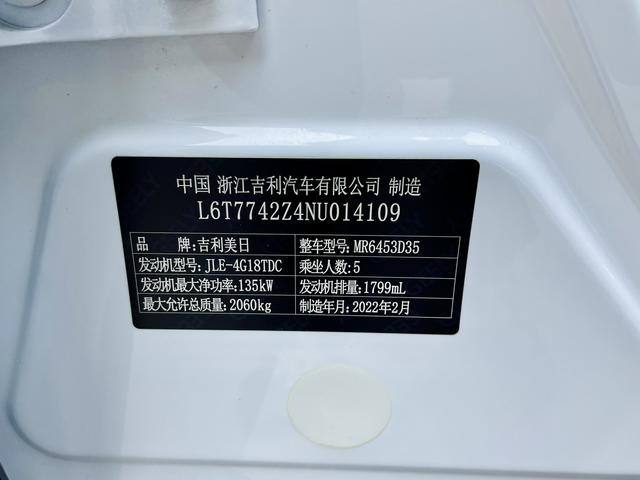 中国 浙江吉利汽车有限公司 制造
L6T7742Z4NU014109
品 牌:吉利美日 整车型号:MR6453D35
发动机型号:JLE-4G18TDC 乘坐人数:5
发动机最大净功率:135kW 发动机排量:1799mL
最大允许总质量:2060kg 制造年月:2022年2月